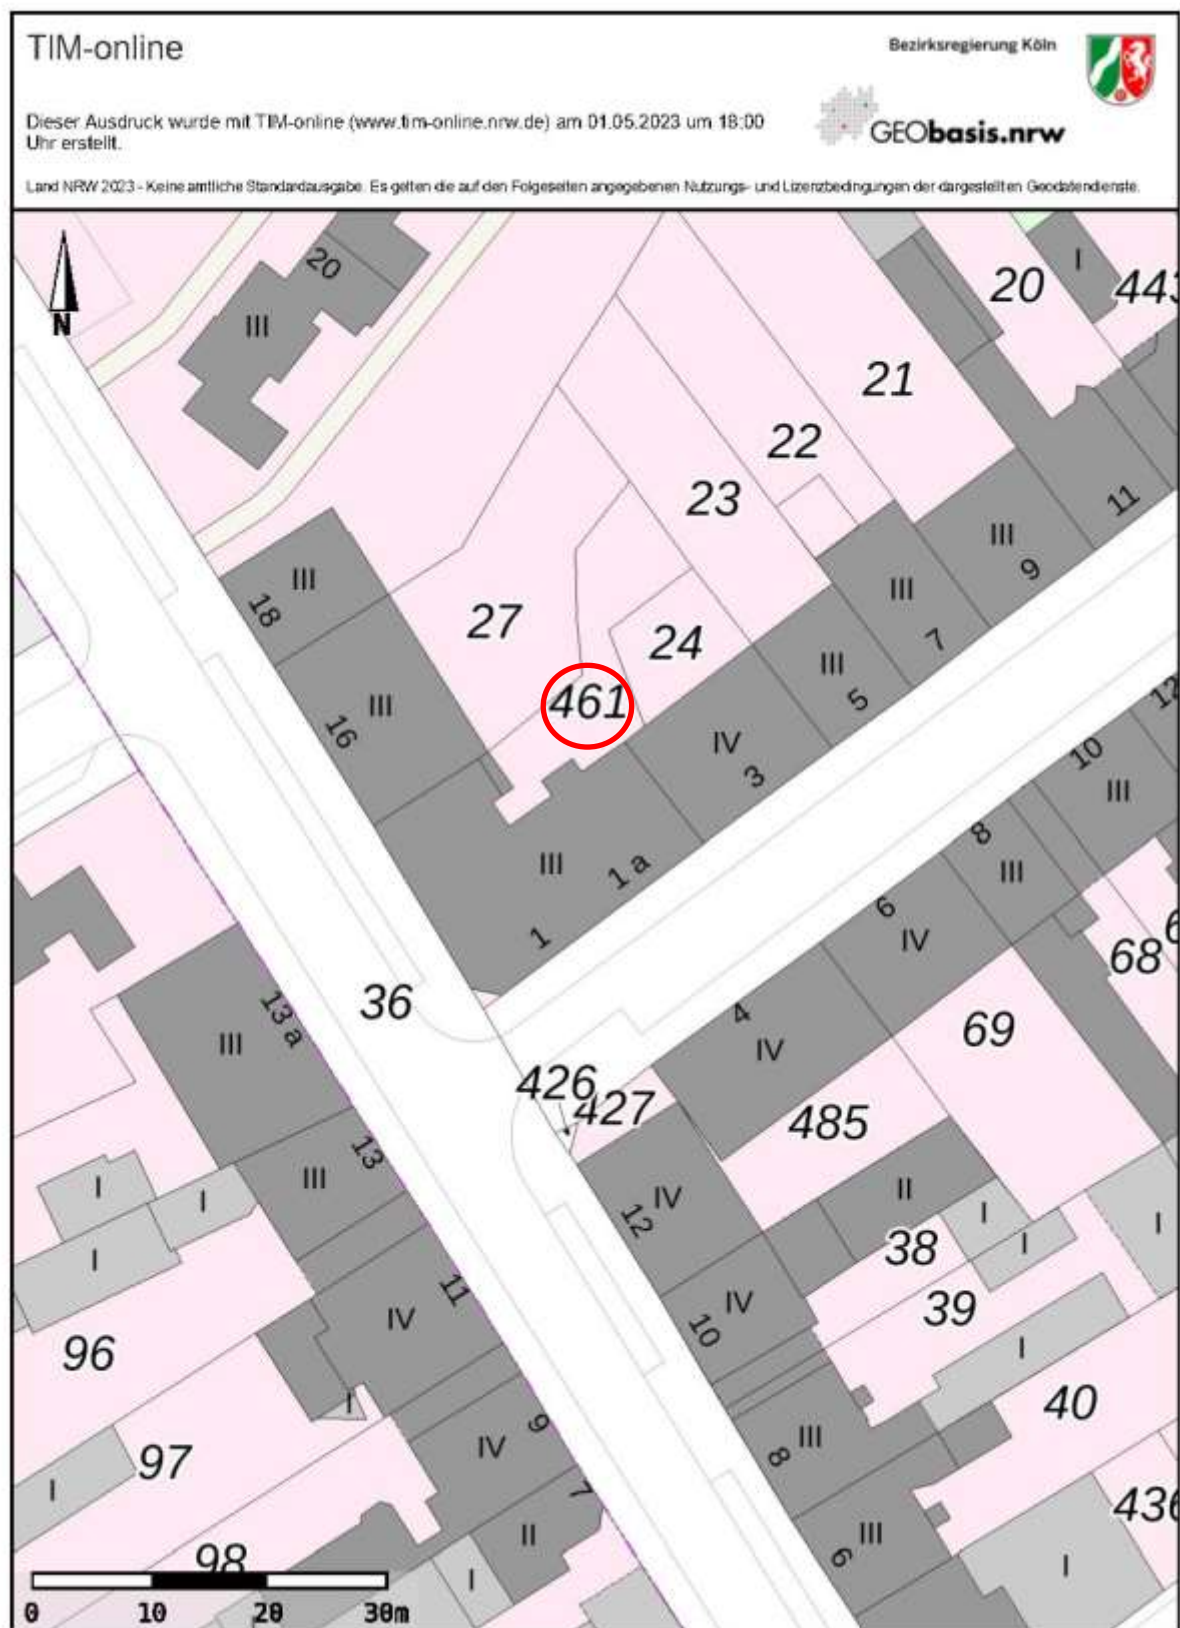 TIM-online
Bezirksregierung Köln
Dieser Ausdruck wurde mit TIM-online (www.tim-online.nrw.de) am 01.05.2023 um 18:00
Uhr erstellt.
GEObasis.nrw
Land NRW 2023 - Keine amtliche Standardausgabe. Es gelten die auf den Folgeseiten angegebenen Nutzungs- und Lizenzbedingungen der dargestellten Geodatendienste.
N
20
III
20
I
443
21
22
23
III
18
III
9
11
27
24
III
7
III
5
461
III
16
IV
3
12
10
III
III
1 a
1
8
III
6
IV
68
36
13 a
III
4
IV
69
426
427
485
III
13
I
I
I
IV
12
II
38
I
I
I
39
IV
11
IV
10
I
96
I
40
97
I
IV
9
III
8
7
II
III
6
436
98
I
I
0 10 20 30m